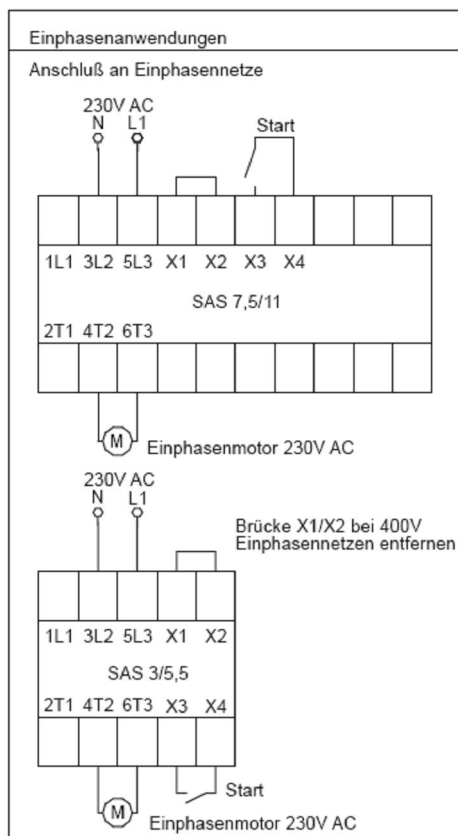 Einphasenanwendungen
Anschluß an Einphasennetze
230V AC
N L1
Start
1L1 3L2 5L3 X1 X2 X3 X4
SAS 7,5/11
2T1 4T2 6T3
M
Einphasenmotor 230V AC
230V AC
N L1
Brücke X1/X2 bei 400V
Einphasennetzen entfernen
1L1 3L2 5L3 X1 X2
SAS 3/5,5
2T1 4T2 6T3 X3 X4
Start
M
Einphasenmotor 230V AC